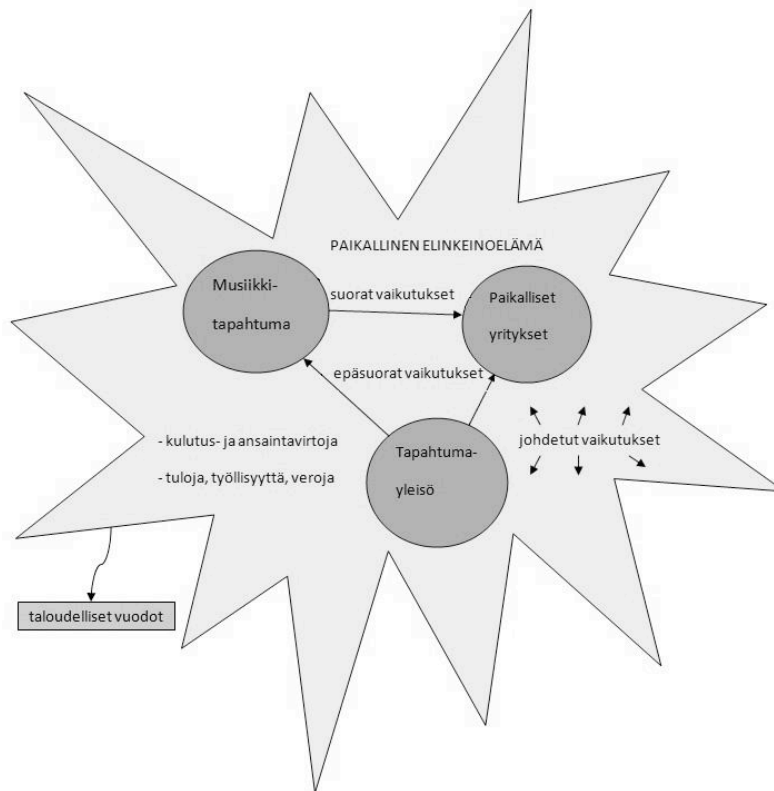 PAIKALLINEN ELINKEINOELÄMÄ
Musiikki-
tapahtuma
suorat vaikutukset
Paikalliset
yritykset
epäsuorat vaikutukset
- kulutus- ja ansaintavirtoja
- tuloja, työllisyyttä, veroja
Tapahtuma-
yleisö
johdetut vaikutukset
taloudelliset vuodot